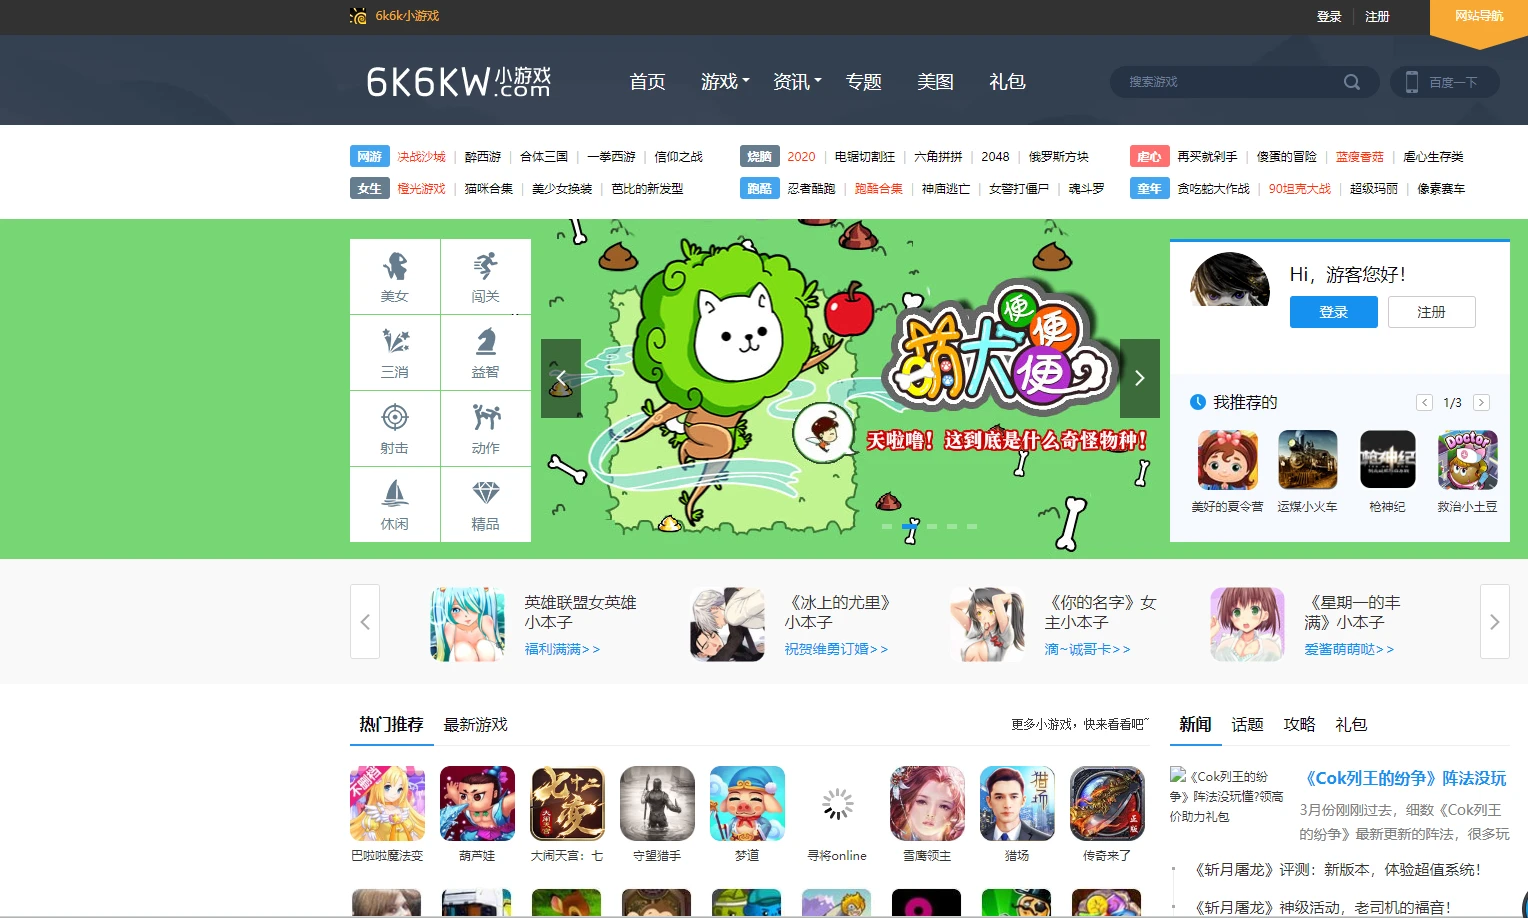 6k6k小游戏
登录 注册
网站导航
6K6KW小游戏.com
首页 游戏 资讯 专题 美图 礼包
搜索游戏
百度一下
网游 决战沙城 | 醉西游 | 合体三国 | 一拳西游 | 信仰之战
烧脑 2020 | 电锯切割狂 | 六角拼拼 | 2048 | 俄罗斯方块
虐心 再买就剁手 | 傻蛋的冒险 | 蓝瘦香菇 | 虐心生存类
女生 橙光游戏 | 猫咪合集 | 美少女换装 | 芭比的新发型
跑酷 忍者酷跑 | 跑酷合集 | 神庙逃亡 | 女警打僵尸 | 魂斗罗
童年 贪吃蛇大作战 | 90坦克大战 | 超级玛丽 | 像素赛车
美女 闯关
三消 益智
射击 动作
休闲 精品
萌犬便便便
天啦噜！这到底是什么奇怪物种！
Hi，游客您好！
登录 注册
我推荐的
1/3
枪神纪
Doctor
美好的夏令营 运煤小火车 枪神纪 救治小土豆
英雄联盟女英雄
小本子
福利满满>>
《冰上的尤里》
小本子
祝贺维勇订婚>>
《你的名字》女
主小本子
滴~诚哥卡>>
《星期一的丰
满》小本子
爱酱萌萌哒>>
热门推荐 最新游戏
更多小游戏，快来看看吧~
新闻 话题 攻略 礼包
不删档
七十二变
大闹天宫
猎场
正版
巴啦啦魔法变 葫芦娃 大闹天宫：七 守望猎手 梦道 寻将online 雪鹰领主 猎场 传奇来了
《Cok列王的纷
争》阵法没玩懂?领高
价助力礼包
《Cok列王的纷争》阵法没玩
3月份刚刚过去，细数《Cok列王
的纷争》最新更新的阵法，很多玩
《斩月屠龙》评测：新版本，体验超值系统！
《斩月屠龙》神级活动，老司机的福音！